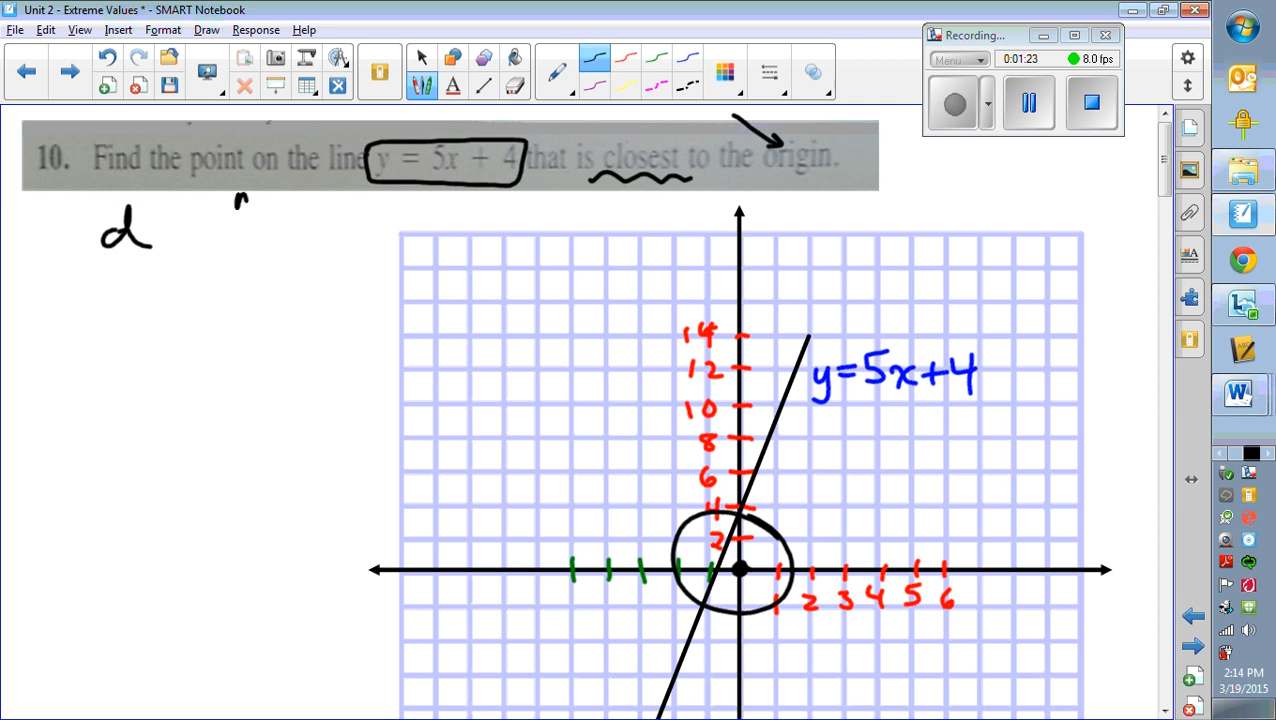 Unit 2 - Extreme Values * - SMART Notebook
File Edit View Insert Format Draw Response Help
Recording...
Menu
0:01:23
8.0 fps
10. Find the point on the line y = 5x + 4 that is closest to the origin.
d
14
12
10
8
6
4
2
y=5x+4
1 2 3 4 5 6
2:14 PM
3/19/2015